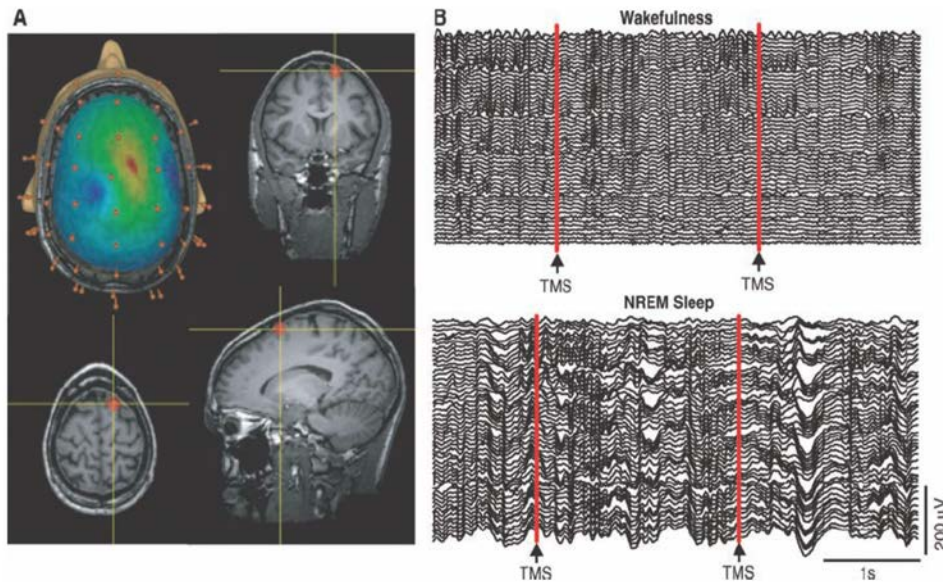 A
B
Wakefulness
TMS TMS
NREM Sleep
200 μV
TMS TMS
1s